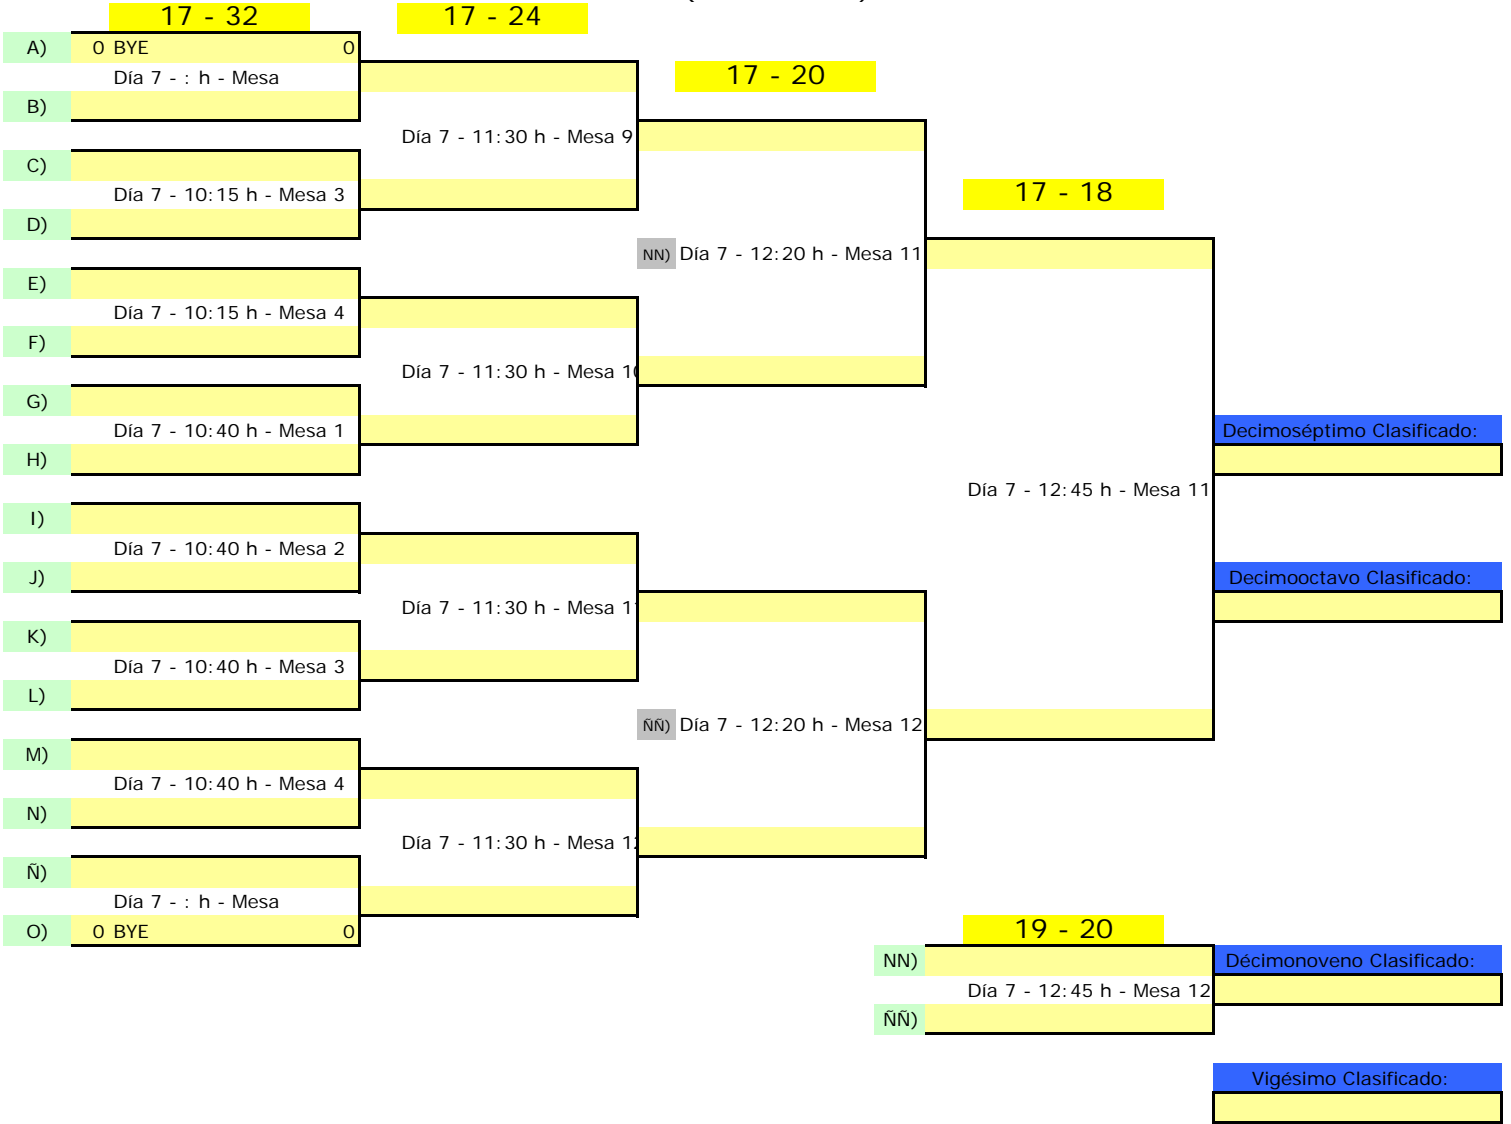 17 - 32
17 - 24
A) 0 BYE 0
Día 7 - : h - Mesa
17 - 20
B)
Día 7 - 11:30 h - Mesa 9
C)
Día 7 - 10:15 h - Mesa 3
17 - 18
D)
NN) Día 7 - 12:20 h - Mesa 11
E)
Día 7 - 10:15 h - Mesa 4
F)
Día 7 - 11:30 h - Mesa 10
G)
Día 7 - 10:40 h - Mesa 1
Decimoséptimo Clasificado:
H)
Día 7 - 12:45 h - Mesa 11
I)
Día 7 - 10:40 h - Mesa 2
J)
Decimooctavo Clasificado:
Día 7 - 11:30 h - Mesa 11
K)
Día 7 - 10:40 h - Mesa 3
L)
ÑÑ) Día 7 - 12:20 h - Mesa 12
M)
Día 7 - 10:40 h - Mesa 4
N)
Día 7 - 11:30 h - Mesa 12
Ñ)
Día 7 - : h - Mesa
O) 0 BYE 0
19 - 20
NN)
Décimonoveno Clasificado:
Día 7 - 12:45 h - Mesa 12
ÑÑ)
Vigésimo Clasificado: